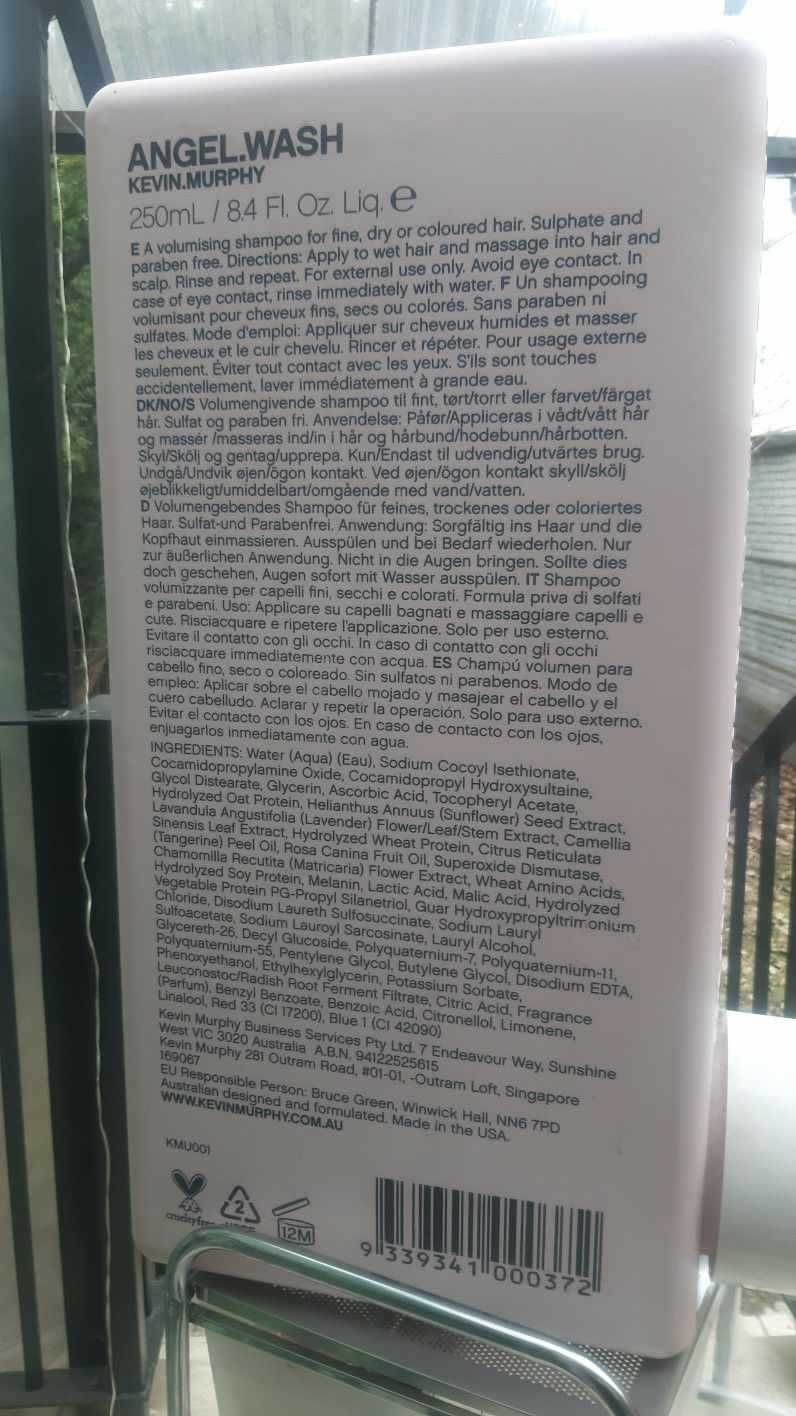 ANGEL.WASH
KEVIN.MURPHY
250mL / 8.4 Fl. Oz. Liq. ℮
E A volumising shampoo for fine, dry or coloured hair. Sulphate and
paraben free. Directions: Apply to wet hair and massage into hair and
scalp. Rinse and repeat. For external use only. Avoid eye contact. In
case of eye contact, rinse immediately with water. F Un shampooing
volumisant pour cheveux fins, secs ou colorés. Sans paraben ni
sulfates. Mode d'emploi: Appliquer sur cheveux humides et masser
les cheveux et le cuir chevelu. Rincer et répéter. Pour usage externe
seulement. Éviter tout contact avec les yeux. S'ils sont touches
accidentellement, laver immédiatement à grande eau.
DK/NO/S Volumengivende shampoo til fint, tørt/torrt eller farvet/färgat
hår. Sulfat og paraben fri. Anvendelse: Påfør/Appliceras i vådt/vått hår
og massér /masseras ind/in i hår og hårbund/hodebunn/hårbotten.
Skyl/Skölj og gentag/upprepa. Kun/Endast til udvendig/utvärtes brug.
Undgå/Undvik øjen/ögon kontakt. Ved øjen/ögon kontakt skyll/skölj
øjeblikkeligt/umiddelbart/omgående med vand/vatten.
D Volumengebendes Shampoo für feines, trockenes oder coloriertes
Haar. Sulfat-und Parabenfrei. Anwendung: Sorgfältig ins Haar und die
Kopfhaut einmassieren. Ausspülen und bei Bedarf wiederholen. Nur
zur äußerlichen Anwendung. Nicht in die Augen bringen. Sollte dies
doch geschehen, Augen sofort mit Wasser ausspülen. IT Shampoo
volumizzante per capelli fini, secchi e colorati. Formula priva di solfati
e parabeni. Uso: Applicare su capelli bagnati e massaggiare capelli e
cute. Risciacquare e ripetere l'applicazione. Solo per uso esterno.
Evitare il contatto con gli occhi. In caso di contatto con gli occhi
risciacquare immediatemente con acqua. ES Champú volumen para
cabello fino, seco o coloreado. Sin sulfatos ni parabenos. Modo de
empleo: Aplicar sobre el cabello mojado y masajear el cabello y el
cuero cabelludo. Aclarar y repetir la operación. Solo para uso externo.
Evitar el contacto con los ojos. En caso de contacto con los ojos,
enjuagarlos inmediatamente con agua.
INGREDIENTS: Water (Aqua) (Eau), Sodium Cocoyl Isethionate,
Cocamidopropylamine Oxide, Cocamidopropyl Hydroxysultaine,
Glycol Distearate, Glycerin, Ascorbic Acid, Tocopheryl Acetate,
Hydrolyzed Oat Protein, Helianthus Annuus (Sunflower) Seed Extract,
Lavandula Angustifolia (Lavender) Flower/Leaf/Stem Extract, Camellia
Sinensis Leaf Extract, Hydrolyzed Wheat Protein, Citrus Reticulata
(Tangerine) Peel Oil, Rosa Canina Fruit Oil, Superoxide Dismutase,
Chamomilla Recutita (Matricaria) Flower Extract, Wheat Amino Acids,
Hydrolyzed Soy Protein, Melanin, Lactic Acid, Malic Acid, Hydrolyzed
Vegetable Protein PG-Propyl Silanetriol, Guar Hydroxypropyltrimonium
Chloride, Disodium Laureth Sulfosuccinate, Sodium Lauryl
Sulfoacetate, Sodium Lauroyl Sarcosinate, Lauryl Alcohol,
Glycereth-26, Decyl Glucoside, Polyquaternium-7, Polyquaternium-11,
Polyquaternium-55, Pentylene Glycol, Butylene Glycol, Disodium EDTA,
Phenoxyethanol, Ethylhexylglycerin, Potassium Sorbate,
Leuconostoc/Radish Root Ferment Filtrate, Citric Acid, Fragrance
(Parfum), Benzyl Benzoate, Benzoic Acid, Citronellol, Limonene,
Linalool, Red 33 (CI 17200), Blue 1 (CI 42090)
Kevin Murphy Business Services Pty Ltd. 7 Endeavour Way, Sunshine
West VIC 3020 Australia A.B.N. 94122525615
Kevin Murphy 281 Outram Road, #01-01, -Outram Loft, Singapore
169067
EU Responsible Person: Bruce Green, Winwick Hall, NN6 7PD
Australian designed and formulated. Made in the USA.
WWW.KEVINMURPHY.COM.AU
KMU001
2
12M
9 339341 000372